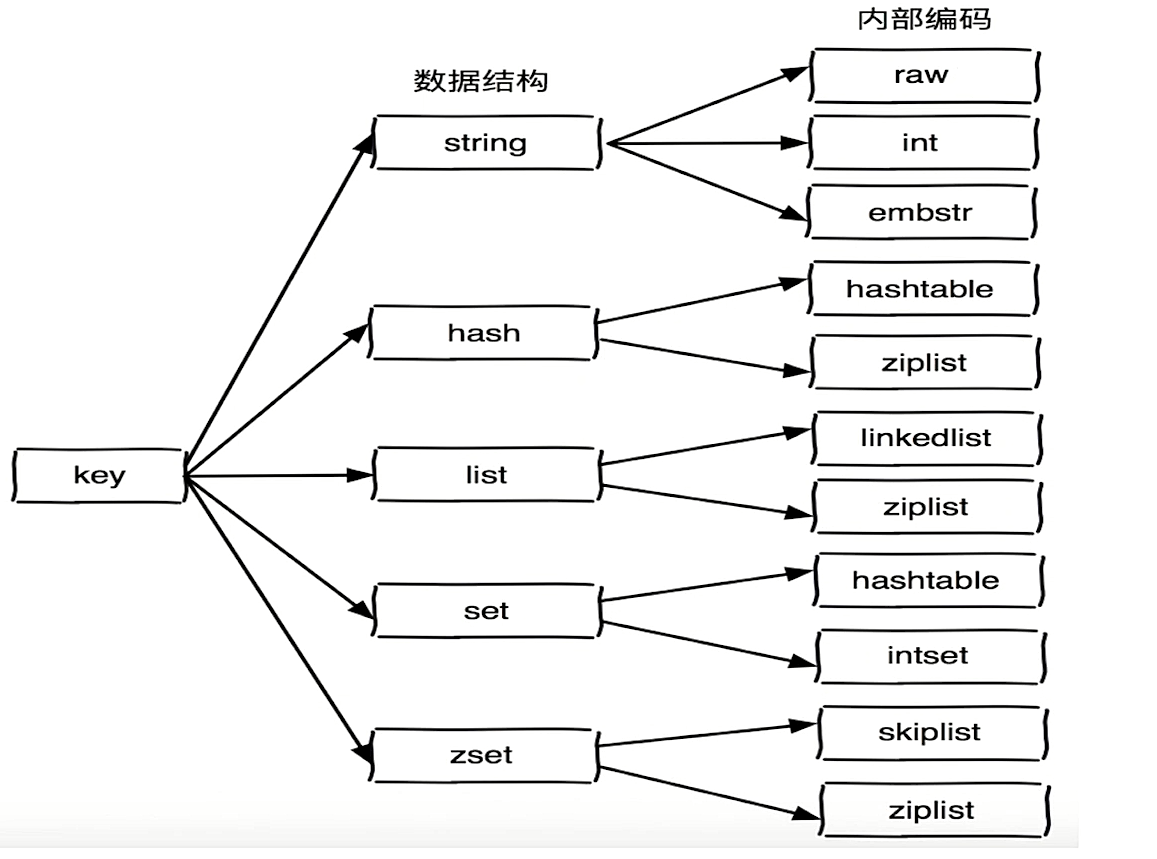 内部编码
数据结构
raw
string
int
embstr
hashtable
hash
ziplist
linkedlist
key
list
ziplist
hashtable
set
intset
skiplist
zset
ziplist